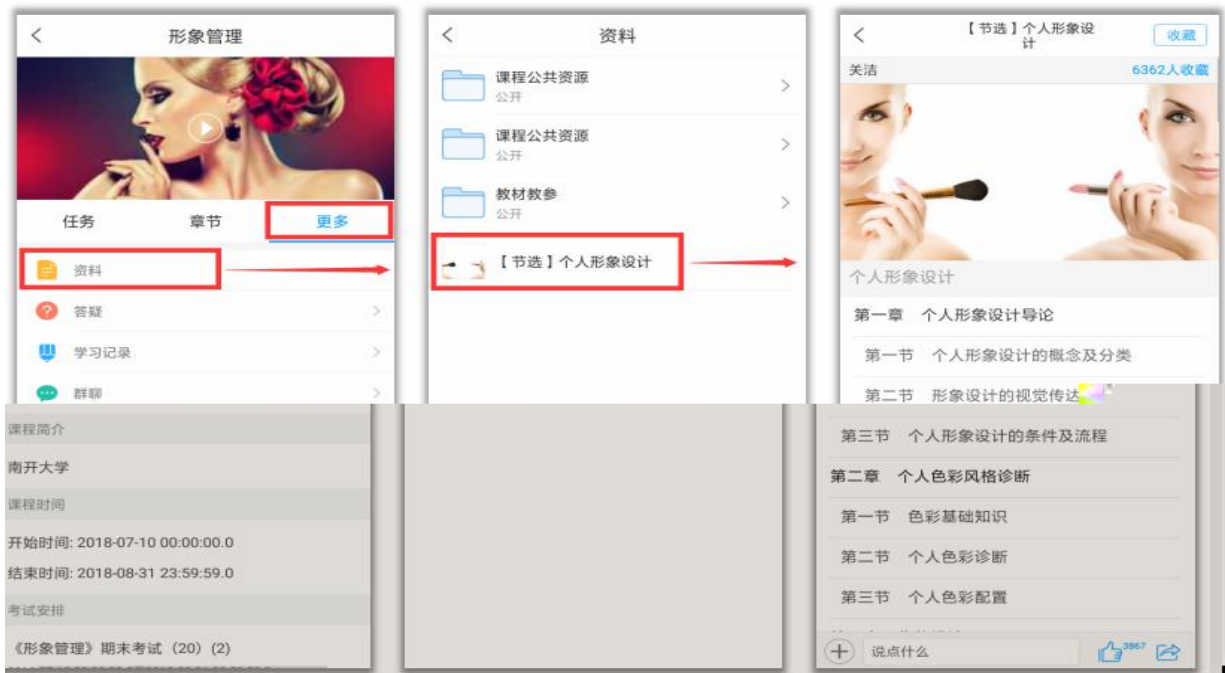 形象管理
任务 章节 更多
资料
答疑
学习记录
群聊
课程简介
南开大学
课程时间
开始时间: 2018-07-10 00:00:00.0
结束时间: 2018-08-31 23:59:59.0
考试安排
《形象管理》期末考试（20）(2)
资料
课程公共资源
公开
课程公共资源
公开
教材教参
公开
【节选】个人形象设计
【节选】个人形象设
计
收藏
关洁 6362人收藏
个人形象设计
第一章 个人形象设计导论
第一节 个人形象设计的概念及分类
第二节 形象设计的视觉传达
第三节 个人形象设计的条件及流程
第二章 个人色彩风格诊断
第一节 色彩基础知识
第二节 个人色彩诊断
第三节 个人色彩配置
说点什么 3967